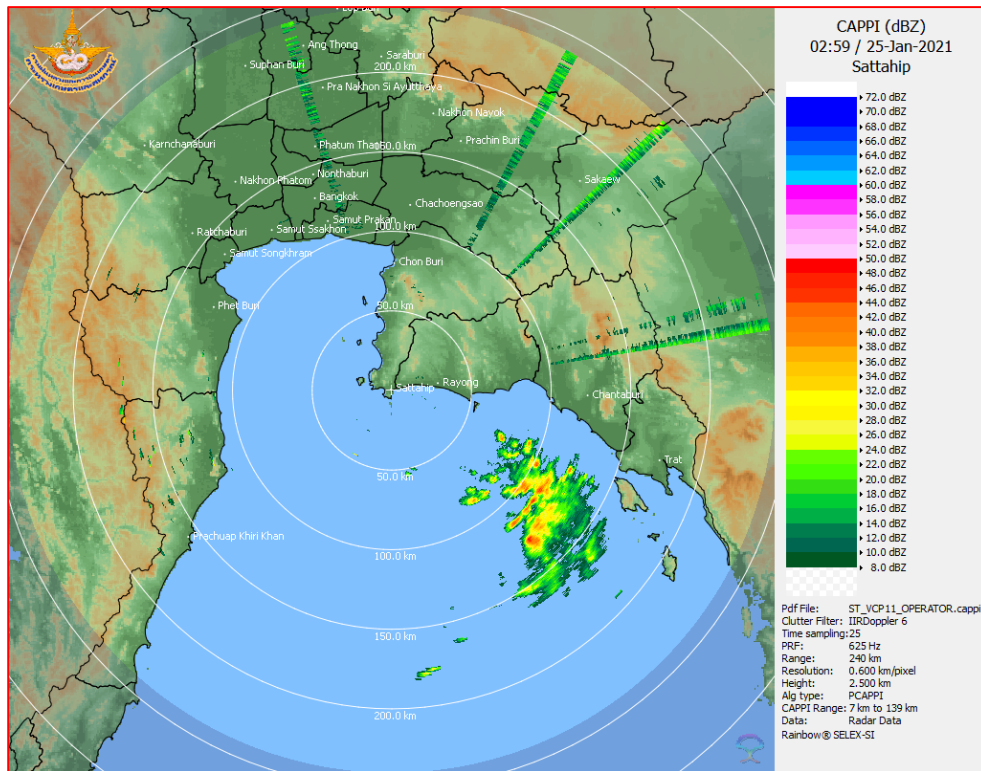 CAPPI (dBZ)
02:59 / 25-Jan-2021
Sattahip
72.0 dBZ
70.0 dBZ
68.0 dBZ
66.0 dBZ
64.0 dBZ
62.0 dBZ
60.0 dBZ
58.0 dBZ
56.0 dBZ
54.0 dBZ
52.0 dBZ
50.0 dBZ
48.0 dBZ
46.0 dBZ
44.0 dBZ
42.0 dBZ
40.0 dBZ
38.0 dBZ
36.0 dBZ
34.0 dBZ
32.0 dBZ
30.0 dBZ
28.0 dBZ
26.0 dBZ
24.0 dBZ
22.0 dBZ
20.0 dBZ
18.0 dBZ
16.0 dBZ
14.0 dBZ
12.0 dBZ
10.0 dBZ
8.0 dBZ
Pdf File: ST_VCP11_OPERATOR.cappi
Clutter Filter: IIRDoppler 6
Time sampling:25
PRF: 625 Hz
Range: 240 km
Resolution: 0.600 km/pixel
Height: 2.500 km
Alg type: PCAPPI
CAPPI Range: 7 km to 139 km
Data: Radar Data
Rainbow® SELEX-SI
Ang Thong
Saraburi
Suphan Buri
200.0 km
Pra Nakhon Si Ayutthaya
Nakhon Nayok
Karnchanaburi
Phatum Thani
150.0 km
Prachin Buri
Nakhon Phatom
Nonthaburi
Sakaew
Bangkok
Chachoengsao
Samut Prakan
Ratchaburi
Samut Ssakhon
100.0 km
Samut Songkhram
Chon Buri
Phet Buri
50.0 km
Sattahip
Rayong
Chantaburi
Trat
50.0 km
Prachuap Khiri Khan
100.0 km
150.0 km
200.0 km